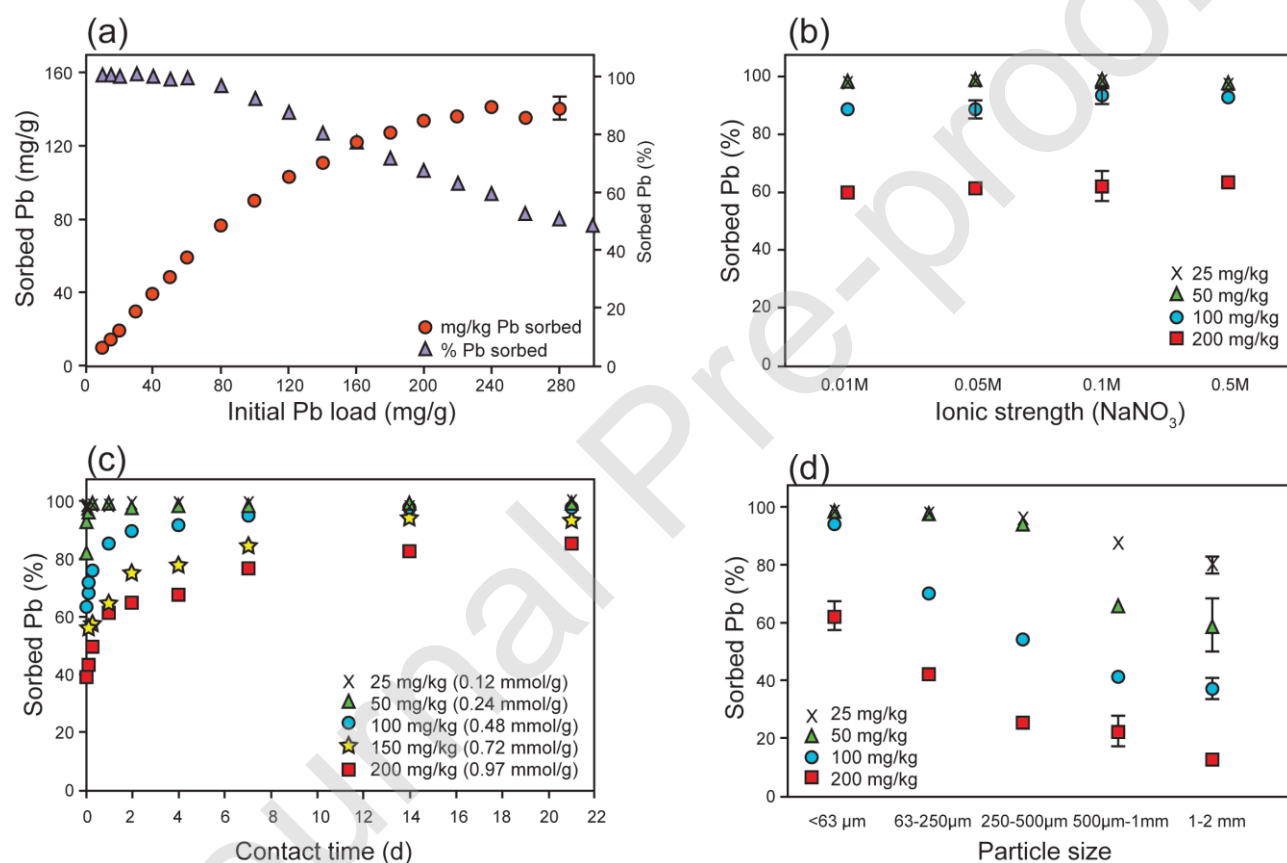 (a)
160
120
80
40
0
Sorbed Pb (mg/g)
100
80
60
40
20
0
Sorbed Pb (%)
mg/kg Pb sorbed
% Pb sorbed
0 40 80 120 160 200 240 280
Initial Pb load (mg/g)
(b)
100
80
60
40
20
0
Sorbed Pb (%)
25 mg/kg
50 mg/kg
100 mg/kg
200 mg/kg
0.01M 0.05M 0.1M 0.5M
Ionic strength (NaNO₃)
(c)
100
80
60
40
20
0
Sorbed Pb (%)
25 mg/kg (0.12 mmol/g)
50 mg/kg (0.24 mmol/g)
100 mg/kg (0.48 mmol/g)
150 mg/kg (0.72 mmol/g)
200 mg/kg (0.97 mmol/g)
0 2 4 6 8 10 12 14 16 18 20 22
Contact time (d)
(d)
100
80
60
40
20
0
Sorbed Pb (%)
25 mg/kg
50 mg/kg
100 mg/kg
200 mg/kg
<63 µm 63-250µm 250-500µm 500µm-1mm 1-2 mm
Particle size
ournal Pre-proo